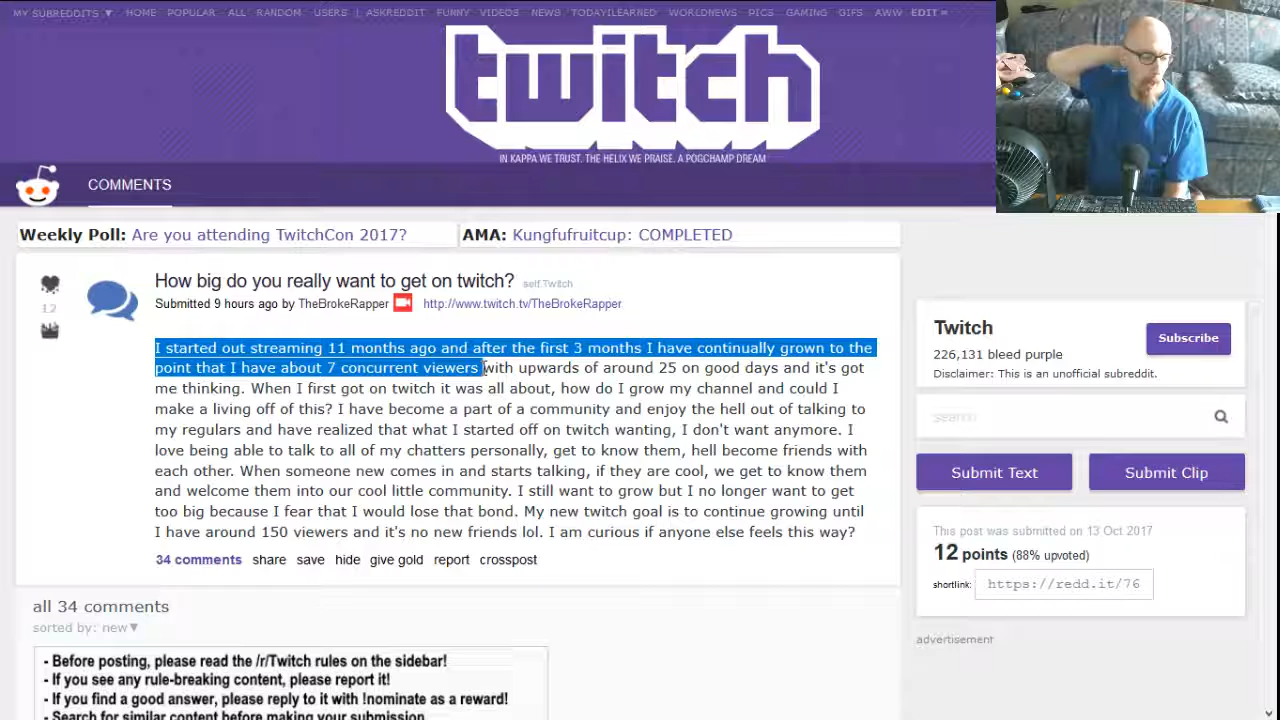 MY SUBREDDITS ▼ HOME POPULAR ALL RANDOM USERS | ASKREDDIT FUNNY VIDEOS NEWS TODAYILEARNED WORLDNEWS PICS GAMING GIFS AWW EDIT »
twitch
IN KAPPA WE TRUST. THE HELIX WE PRAISE. A POGCHAMP DREAM
COMMENTS
Weekly Poll: Are you attending TwitchCon 2017? AMA: Kungfufruitcup: COMPLETED
How big do you really want to get on twitch? self.Twitch
12
Submitted 9 hours ago by TheBrokeRapper http://www.twitch.tv/TheBrokeRapper
I started out streaming 11 months ago and after the first 3 months I have continually grown to the
point that I have about 7 concurrent viewers with upwards of around 25 on good days and it's got
me thinking. When I first got on twitch it was all about, how do I grow my channel and could I
make a living off of this? I have become a part of a community and enjoy the hell out of talking to
my regulars and have realized that what I started off on twitch wanting, I don't want anymore. I
love being able to talk to all of my chatters personally, get to know them, hell become friends with
each other. When someone new comes in and starts talking, if they are cool, we get to know them
and welcome them into our cool little community. I still want to grow but I no longer want to get
too big because I fear that I would lose that bond. My new twitch goal is to continue growing until
I have around 150 viewers and it's no new friends lol. I am curious if anyone else feels this way?
34 comments share save hide give gold report crosspost
all 34 comments
sorted by: new▼
- Before posting, please read the /r/Twitch rules on the sidebar!
- If you see any rule-breaking content, please report it!
- If you find a good answer, please reply to it with !nominate as a reward!
- Search for similar content before making your submission
Twitch
Subscribe
226,131 bleed purple
Disclaimer: This is an unofficial subreddit.
search
Submit Text Submit Clip
This post was submitted on 13 Oct 2017
12 points (88% upvoted)
shortlink: https://redd.it/76
advertisement